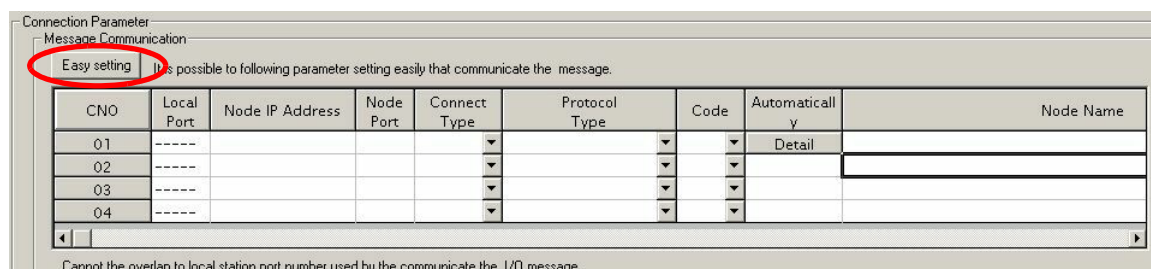 Connection Parameter
Message Communication
Easy setting It is possible to following parameter setting easily that communicate the message.
CNO Local Port Node IP Address Node Port Connect Type Protocol Type Code Automaticall y Node Name
01 ----- Detail
02 -----
03 -----
04 -----
Cannot the overlap to local station port number used by the communicate the I/O message.